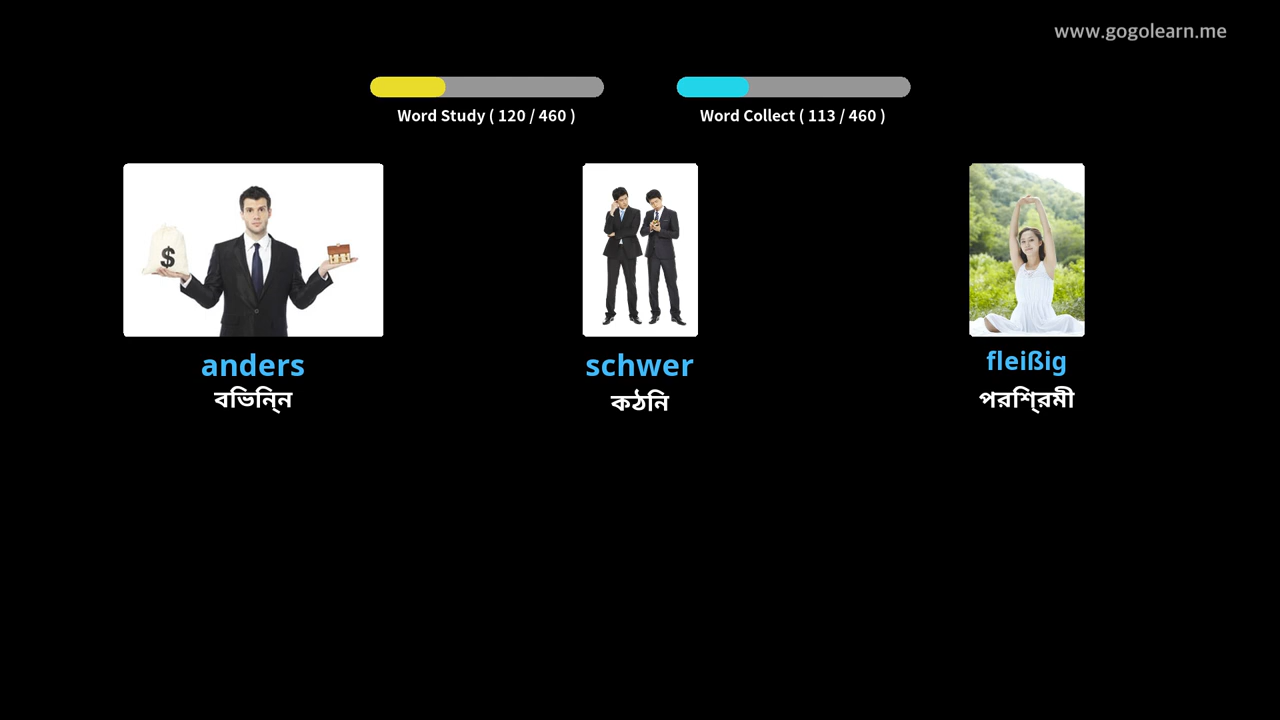 www.gogolearn.me
Word Study ( 120 / 460 )
Word Collect ( 113 / 460 )
$
anders
schwer
fleißig
বিভিন্ন
কঠিন
পরিশ্রমী